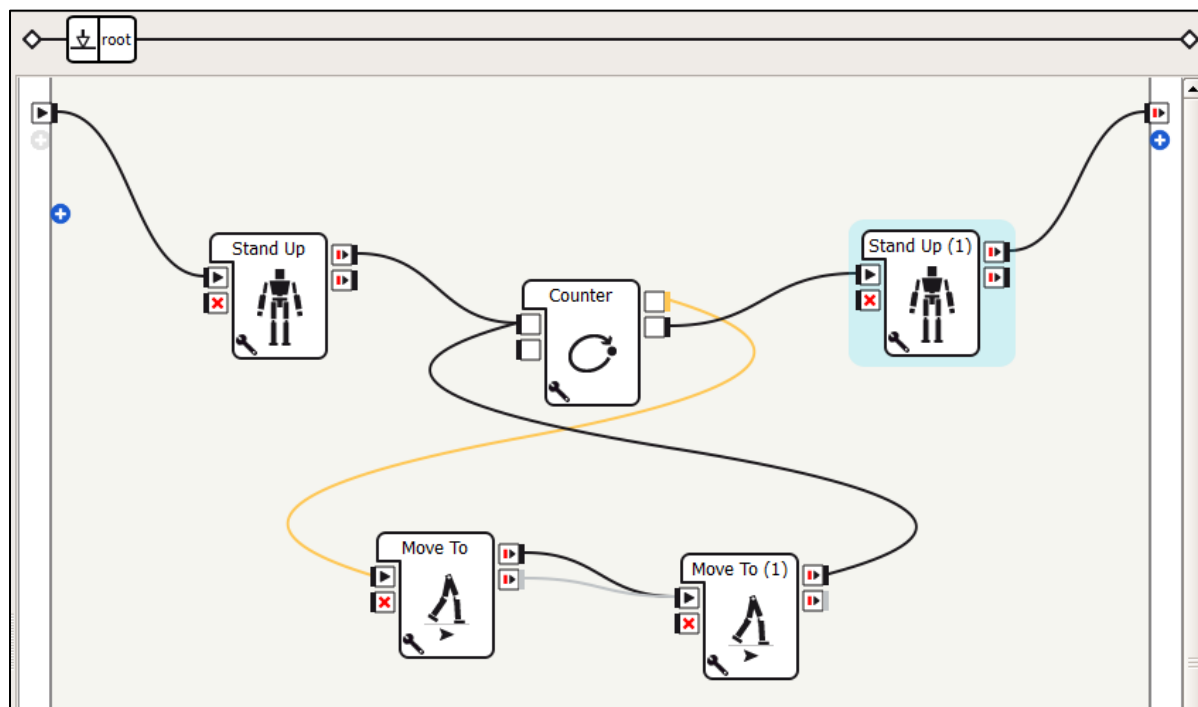 root
Stand Up
Stand Up (1)
Counter
Move To
Move To (1)